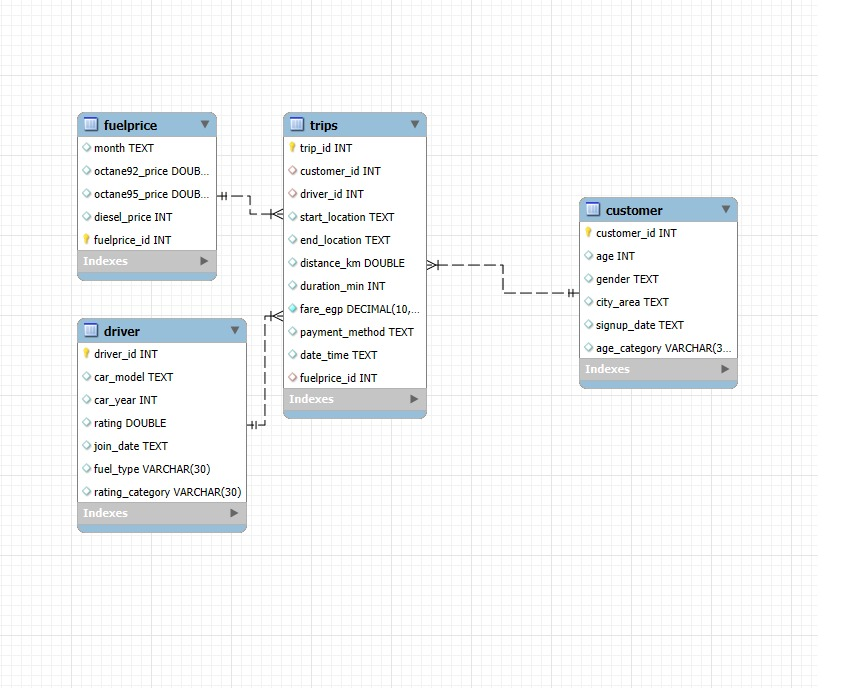 fuelprice
month TEXT
octane92_price DOUB...
octane95_price DOUB...
diesel_price INT
fuelprice_id INT
Indexes
driver
driver_id INT
car_model TEXT
car_year INT
rating DOUBLE
join_date TEXT
fuel_type VARCHAR(30)
rating_category VARCHAR(30)
Indexes
trips
trip_id INT
customer_id INT
driver_id INT
start_location TEXT
end_location TEXT
distance_km DOUBLE
duration_min INT
fare_egp DECIMAL(10,...
payment_method TEXT
date_time TEXT
fuelprice_id INT
Indexes
customer
customer_id INT
age INT
gender TEXT
city_area TEXT
signup_date TEXT
age_category VARCHAR(3...
Indexes